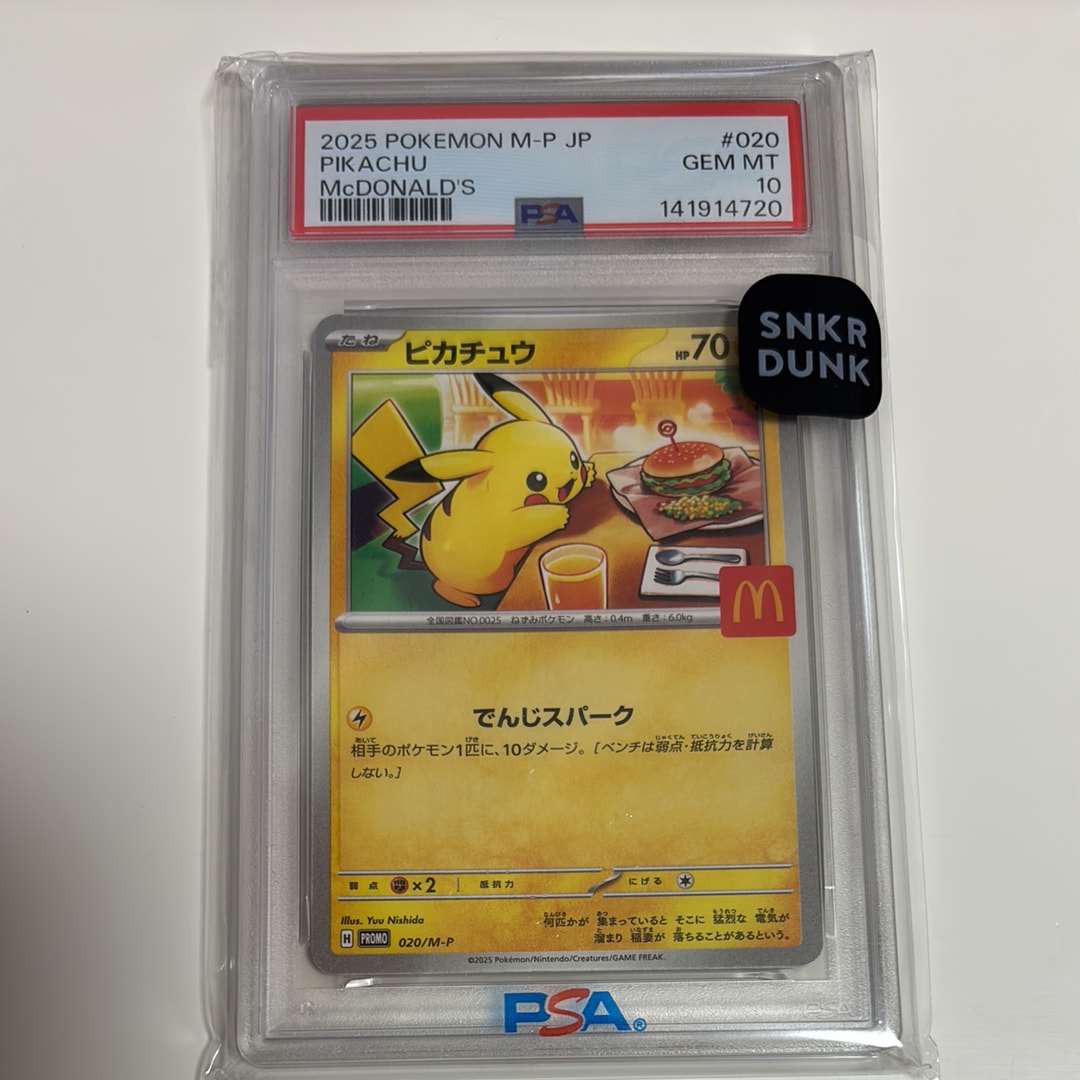 2025 POKEMON M-P JP #020
PIKACHU GEM MT
McDONALD'S 10
141914720
PSA
SNKR
DUNK
たね ピカチュウ HP70
全国図鑑NO.0025 ねずみポケモン 高さ:0.4m 重さ:6.0kg
でんじスパーク
相手のポケモン1匹に、10ダメージ。[ベンチは弱点・抵抗力を計算
しない。]
弱点 ×2 抵抗力 にげる
Illus. Yuu Nishida
何匹かが 集まっていると そこに 猛烈な 電気が
溜まり 稲妻が 落ちることがあるという。
H PROMO 020/M-P
©2025 Pokémon/Nintendo/Creatures/GAME FREAK.
PSA®